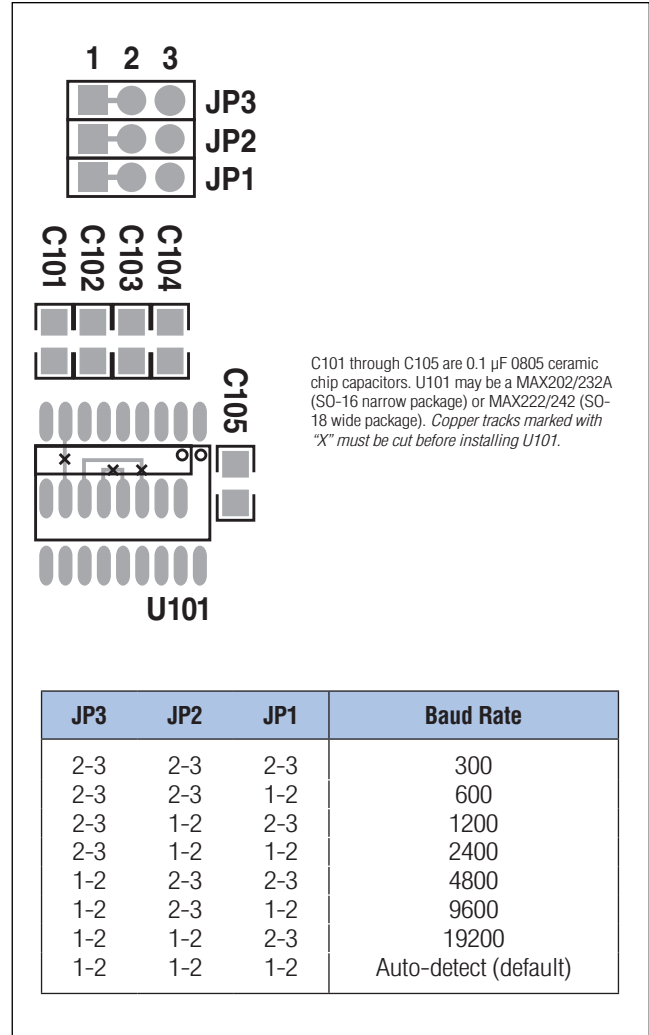 1 2 3
JP3
JP2
JP1
C101
C102
C103
C104
C105
C101 through C105 are 0.1 µF 0805 ceramic
chip capacitors. U101 may be a MAX202/232A
(SO-16 narrow package) or MAX222/242 (SO-
18 wide package). Copper tracks marked with
“X” must be cut before installing U101.
U101
JP3 JP2 JP1 Baud Rate
2-3 2-3 2-3 300
2-3 2-3 1-2 600
2-3 1-2 2-3 1200
2-3 1-2 1-2 2400
1-2 2-3 2-3 4800
1-2 2-3 1-2 9600
1-2 1-2 2-3 19200
1-2 1-2 1-2 Auto-detect (default)